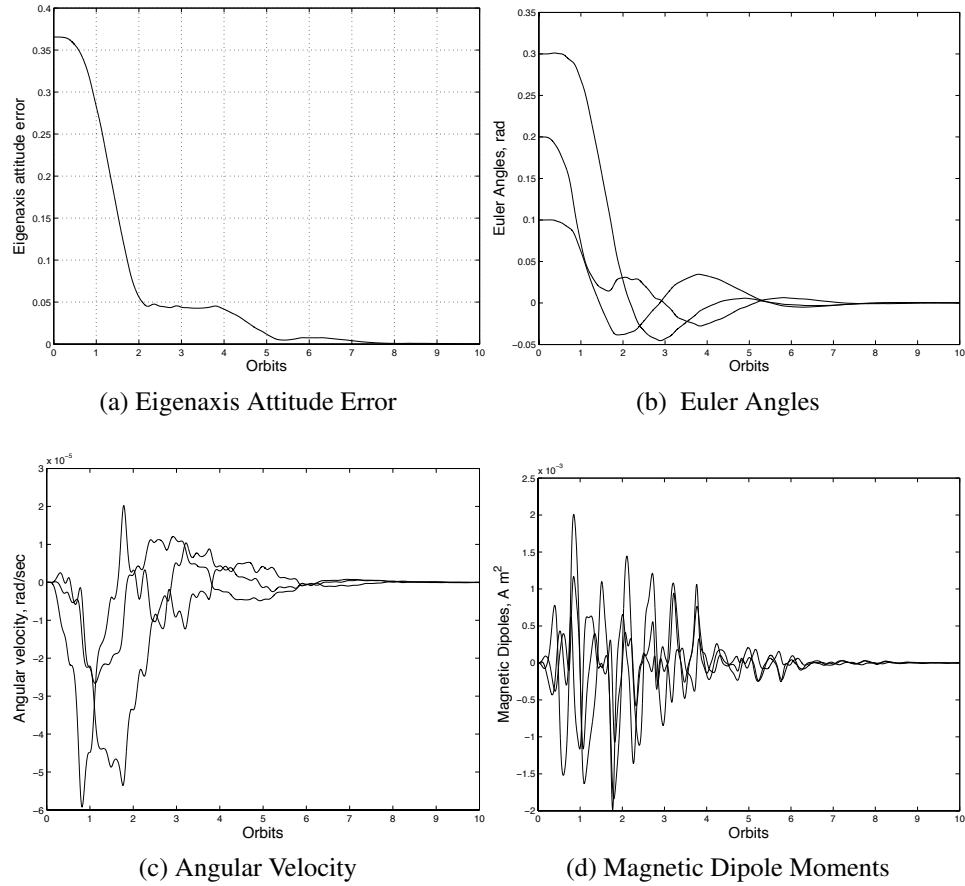 0.4
0.35
0.3
0.25
0.2
0.15
0.1
0.05
0
Eigenaxis attitude error
0 1 2 3 4 5 6 7 8 9 10
Orbits
(a) Eigenaxis Attitude Error
0.35
0.3
0.25
0.2
0.15
0.1
0.05
0
−0.05
Euler Angles, rad
0 1 2 3 4 5 6 7 8 9 10
Orbits
(b) Euler Angles
x 10−5
3
2
1
0
−1
−2
−3
−4
−5
−6
Angular velocity, rad/sec
0 1 2 3 4 5 6 7 8 9 10
Orbits
(c) Angular Velocity
x 10−3
2.5
2
1.5
1
0.5
0
−0.5
−1
−1.5
−2
Magnetic Dipoles, A m2
0 1 2 3 4 5 6 7 8 9 10
Orbits
(d) Magnetic Dipole Moments